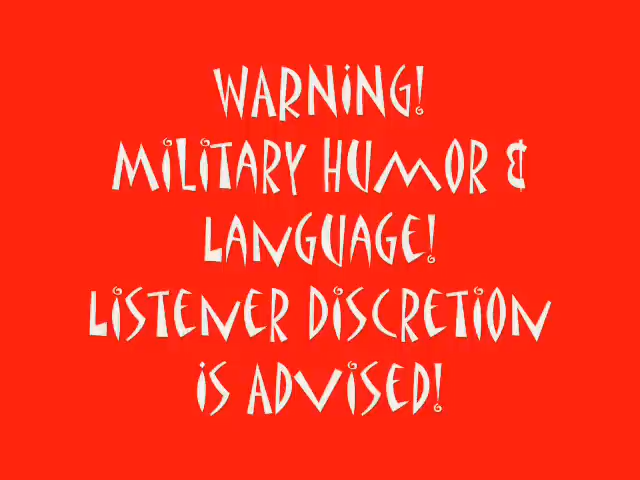 WARNING!
MILITARY HUMOR &
LANGUAGE!
LISTENER DISCRETION
IS ADVISED!